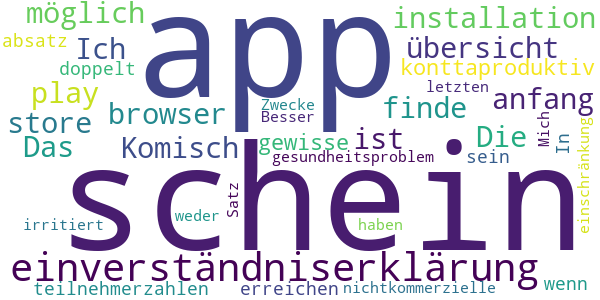 möglich
app
installation
absatz
Ich
übersicht
doppelt
konttaproduktiv
play
letzten
browser
Zwecke
finde
anfang
store
Besser
Mich
Das
Komisch
gewisse
ist
Die
In
einschränkung
gesundheitsproblem
sein
schein
Satz
weder
irritiert
haben
einverständniserklärung
teilnehmerzahlen
erreichen
nichtkommerzielle
wenn